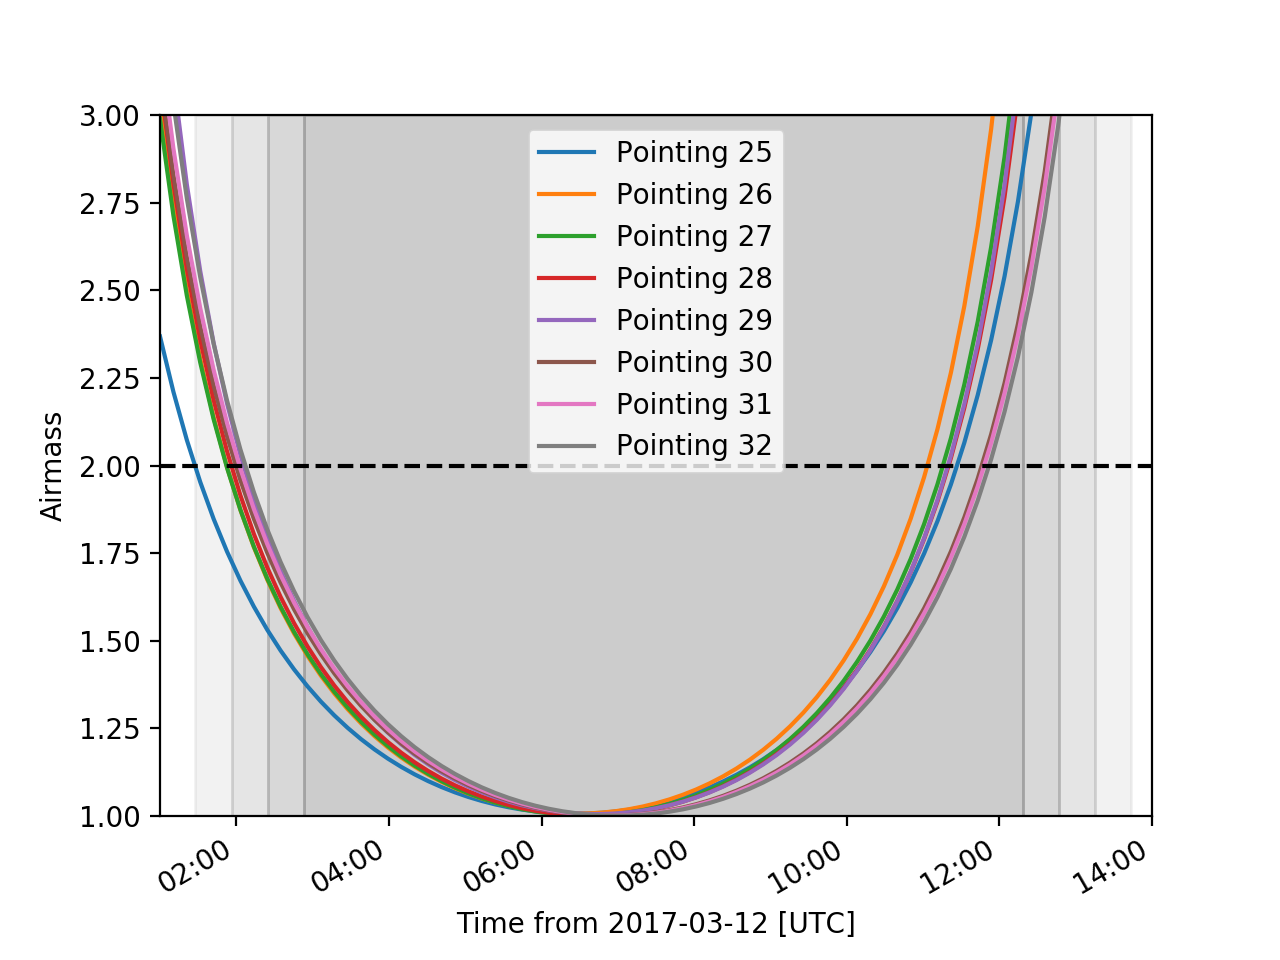 3.00
2.75
2.50
2.25
2.00
1.75
1.50
1.25
1.00
Airmass
Pointing 25
Pointing 26
Pointing 27
Pointing 28
Pointing 29
Pointing 30
Pointing 31
Pointing 32
02:00 04:00 06:00 08:00 10:00 12:00 14:00
Time from 2017-03-12 [UTC]